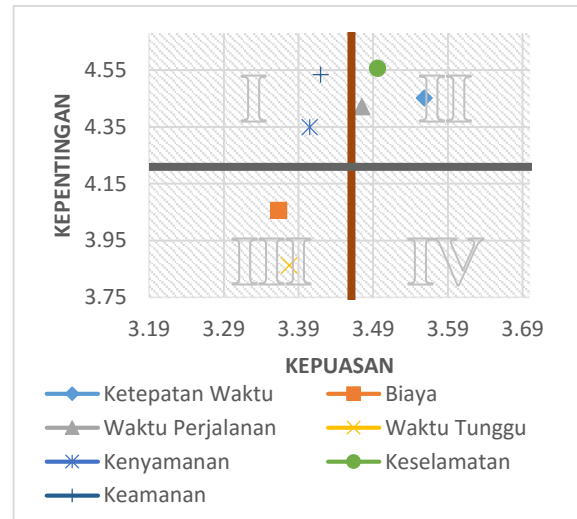 KEPENTINGAN
4.55
4.35
4.15
3.95
3.75
I
II
III
IV
3.19 3.29 3.39 3.49 3.59 3.69
KEPUASAN
Ketepatan Waktu Biaya
Waktu Perjalanan Waktu Tunggu
Kenyamanan Keselamatan
Keamanan